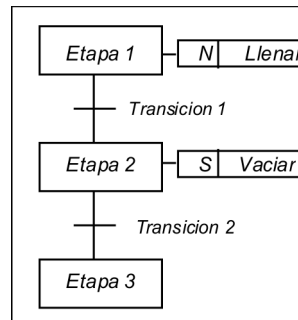 Etapa 1 N Llenar
Transicion 1
Etapa 2 S Vaciar
Transicion 2
Etapa 3